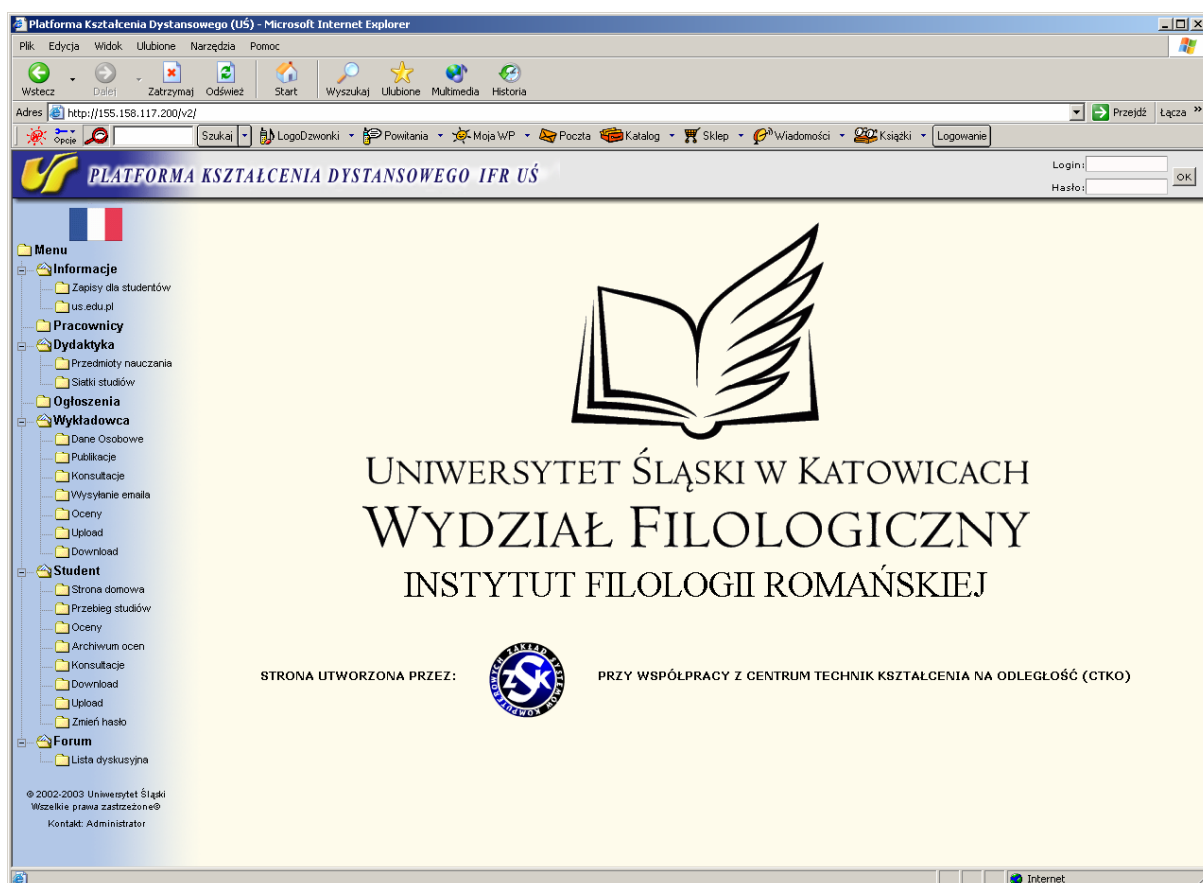 Platforma Kształcenia Dystansowego (UŚ) - Microsoft Internet Explorer
Plik Edycja Widok Ulubione Narzędzia Pomoc
Wstecz Dalej Zatrzymaj Odśwież Start Wyszukaj Ulubione Multimedia Historia
Adres http://155.158.117.200/v2/ Przejdź Łącza »
Opcje Szukaj LogoDzwonki Powitania Moja WP Poczta Katalog Sklep Wiadomości Książki Logowanie
PLATFORMA KSZTAŁCENIA DYSTANSOWEGO IFR UŚ
Login:
Hasło:
OK
Menu
Informacje
Zapisy dla studentów
us.edu.pl
Pracownicy
Dydaktyka
Przedmioty nauczania
Siatki studiów
Ogłoszenia
Wykładowca
Dane Osobowe
Publikacje
Konsultacje
Wysyłanie emaila
Oceny
Upload
Download
Student
Strona domowa
Przebieg studiów
Oceny
Archiwum ocen
Konsultacje
Download
Upload
Zmień hasło
Forum
Lista dyskusyjna
© 2002-2003 Uniwersytet Śląski
Wszelkie prawa zastrzeżone®
Kontakt: Administrator
UNIWERSYTET ŚLĄSKI W KATOWICACH
WYDZIAŁ FILOLOGICZNY
INSTYTUT FILOLOGII ROMAŃSKIEJ
STRONA UTWORZONA PRZEZ:
ZAKŁAD SYSTEMÓW KOMPUTEROWYCH
ZSK
PRZY WSPÓŁPRACY Z CENTRUM TECHNIK KSZTAŁCENIA NA ODLEGŁOŚĆ (CTKO)
Internet